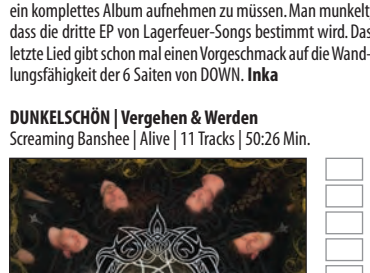 ein komplettes Album aufnehmen zu müssen. Man munkelt
dass die dritte EP von Lagerfeuer-Songs bestimmt wird. Das
letzte Lied gibt schon mal einen Vorgeschmack auf die Wand-
lungsfähigkeit der 6 Saiten von DOWN. Inka
DUNKELSCHÖN | Vergehen & Werden
Screaming Banshee | Alive | 11 Tracks | 50:26 Min.